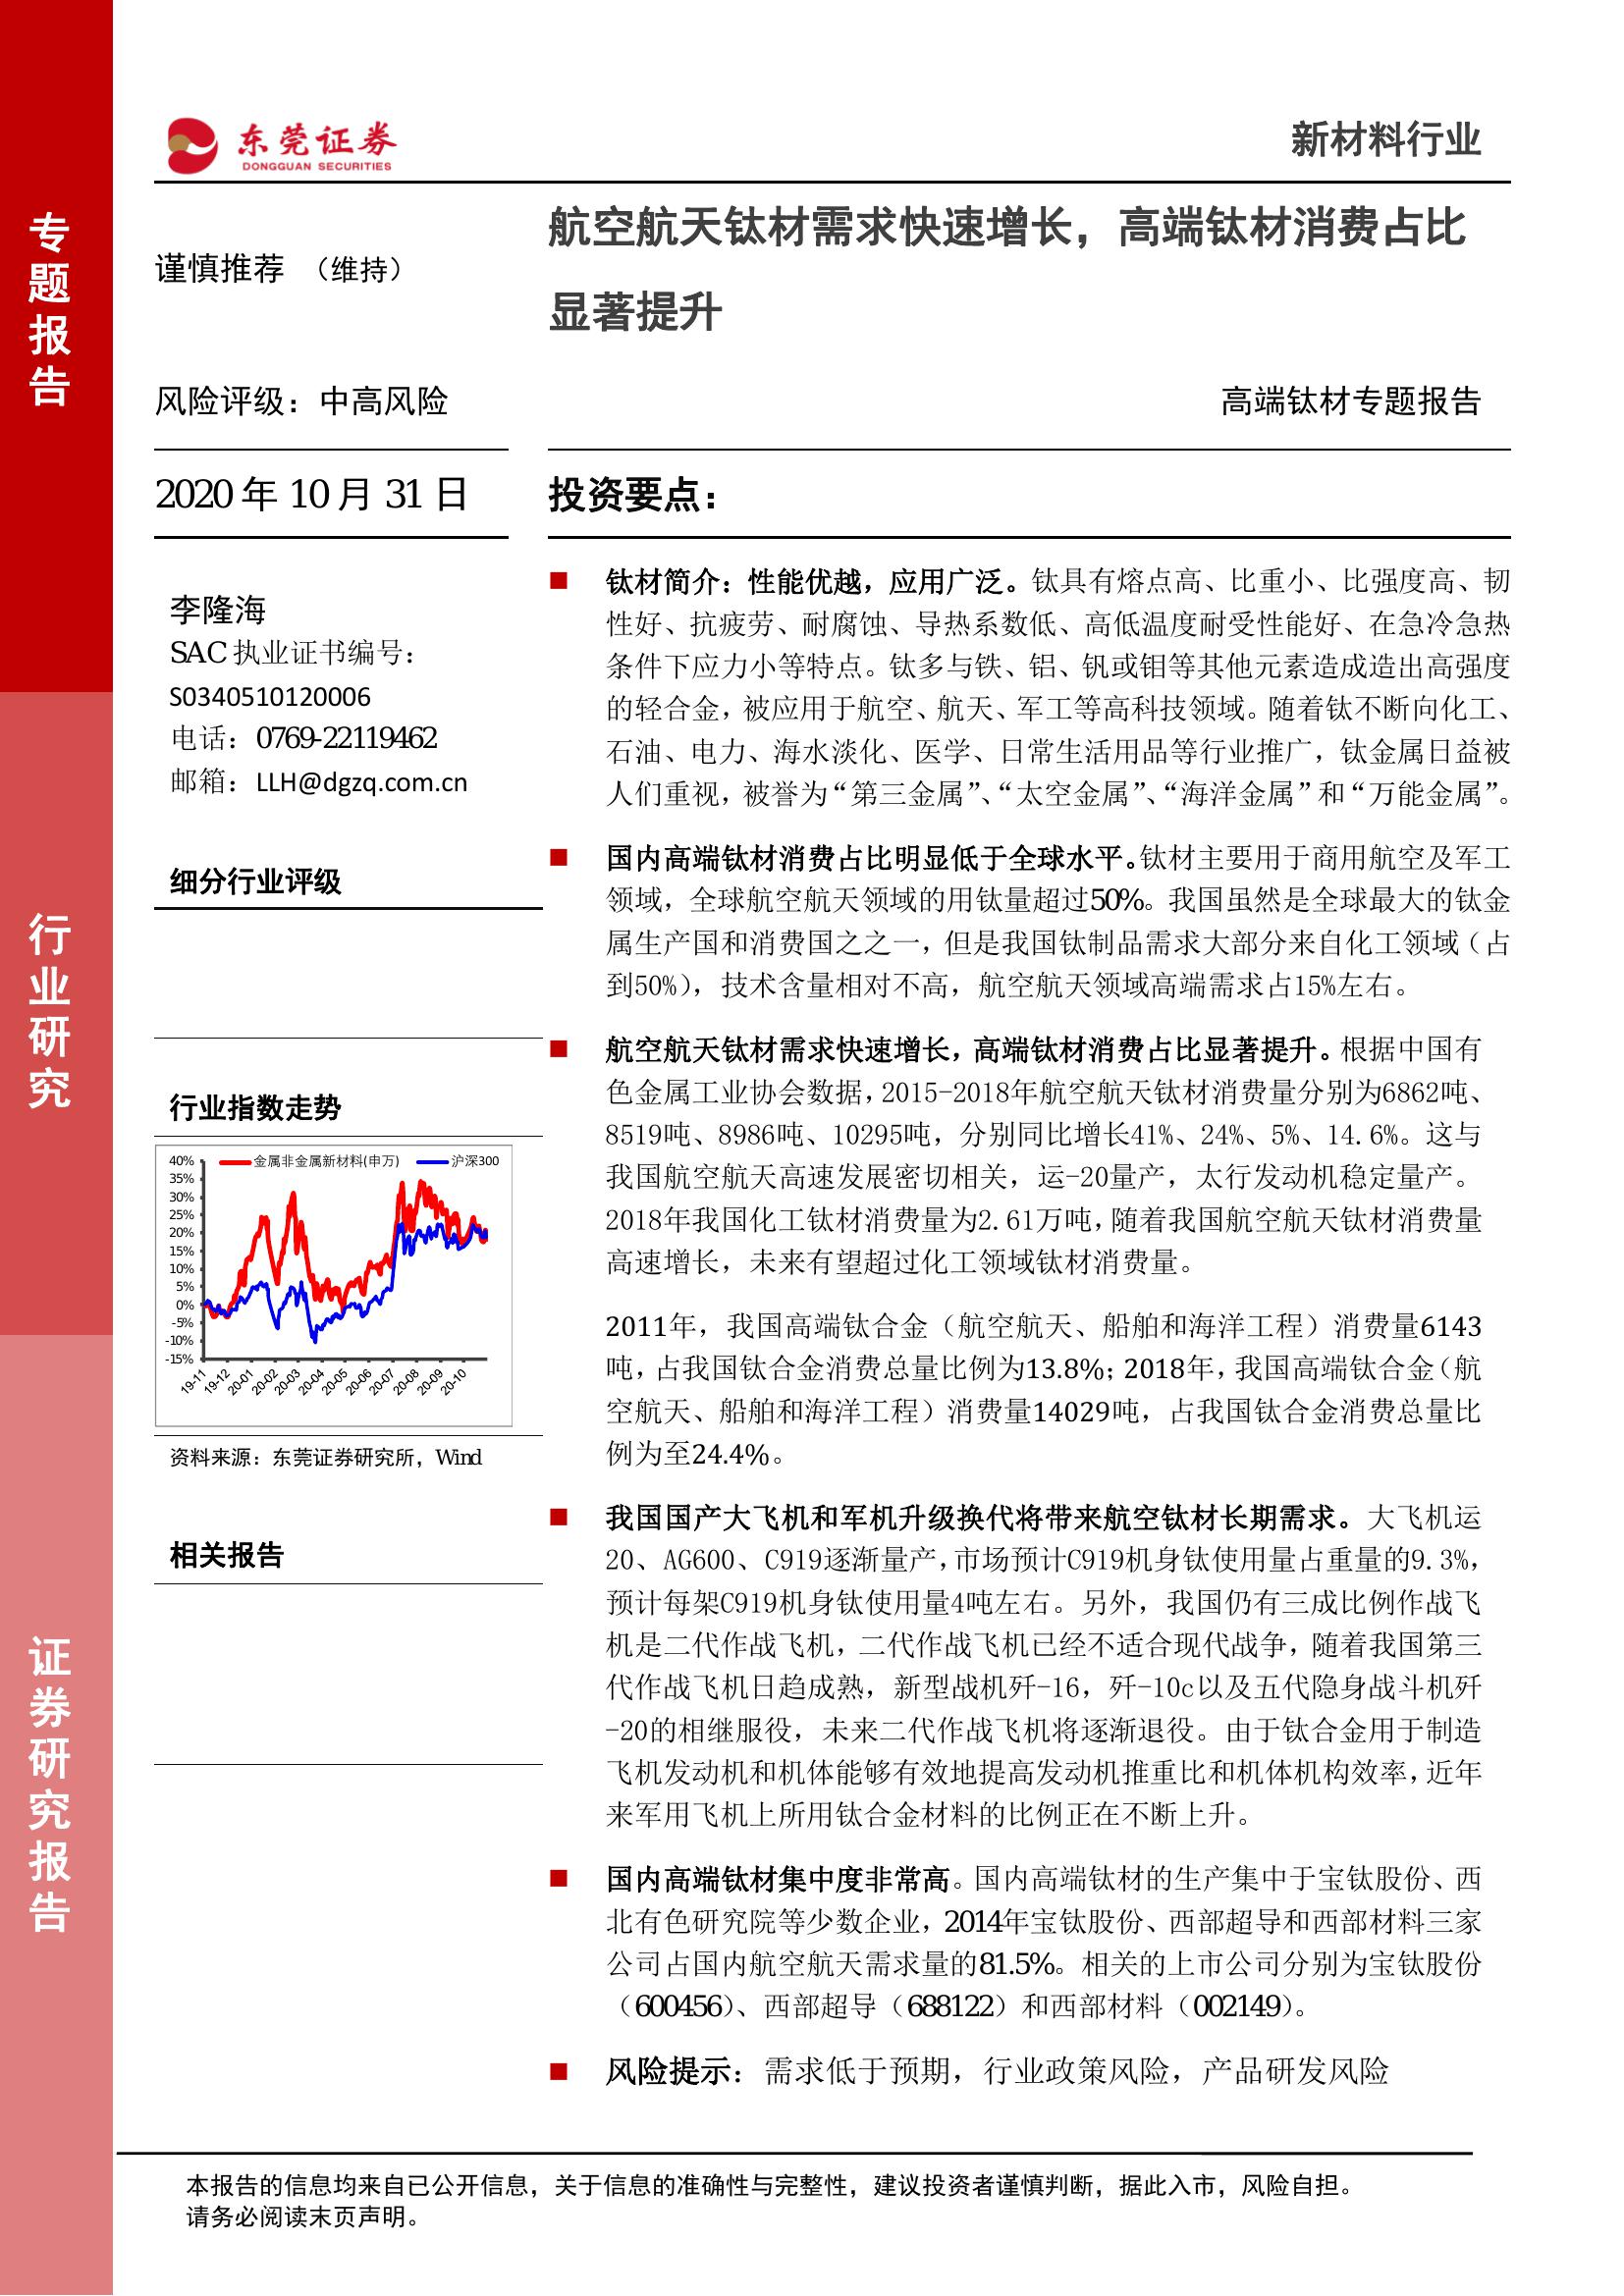 专题报告
行业研究
证券研究报告
东莞证券
DONGGUAN SECURITIES
新材料行业
谨慎推荐 （维持）
航空航天钛材需求快速增长，高端钛材消费占比
显著提升
风险评级：中高风险
高端钛材专题报告
2020 年 10 月 31 日
李隆海
SAC 执业证书编号：
S0340510120006
电话：0769-22119462
邮箱：LLH@dgzq.com.cn
细分行业评级
行业指数走势
金属非金属新材料(申万)
沪深300
40%
35%
30%
25%
20%
15%
10%
5%
0%
-5%
-10%
-15%
19-11
19-12
20-01
20-02
20-03
20-04
20-05
20-06
20-07
20-08
20-09
20-10
资料来源：东莞证券研究所，Wind
相关报告
投资要点：
■ 钛材简介：性能优越，应用广泛。钛具有熔点高、比重小、比强度高、韧
性好、抗疲劳、耐腐蚀、导热系数低、高低温度耐受性能好、在急冷急热
条件下应力小等特点。钛多与铁、铝、钒或钼等其他元素造成造出高强度
的轻合金，被应用于航空、航天、军工等高科技领域。随着钛不断向化工、
石油、电力、海水淡化、医学、日常生活用品等行业推广，钛金属日益被
人们重视，被誉为“第三金属”、“太空金属”、“海洋金属”和“万能金属”。
■ 国内高端钛材消费占比明显低于全球水平。钛材主要用于商用航空及军工
领域，全球航空航天领域的用钛量超过50%。我国虽然是全球最大的钛金
属生产国和消费国之之一，但是我国钛制品需求大部分来自化工领域（占
到50%），技术含量相对不高，航空航天领域高端需求占15%左右。
■ 航空航天钛材需求快速增长，高端钛材消费占比显著提升。根据中国有
色金属工业协会数据，2015-2018年航空航天钛材消费量分别为6862吨、
8519吨、8986吨、10295吨，分别同比增长41%、24%、5%、14.6%。这与
我国航空航天高速发展密切相关，运-20量产，太行发动机稳定量产。
2018年我国化工钛材消费量为2.61万吨，随着我国航空航天钛材消费量
高速增长，未来有望超过化工领域钛材消费量。
2011年，我国高端钛合金（航空航天、船舶和海洋工程）消费量6143
吨，占我国钛合金消费总量比例为13.8%；2018年，我国高端钛合金（航
空航天、船舶和海洋工程）消费量14029吨，占我国钛合金消费总量比
例为至24.4%。
■ 我国国产大飞机和军机升级换代将带来航空钛材长期需求。大飞机运
20、AG600、C919逐渐量产，市场预计C919机身钛使用量占重量的9.3%，
预计每架C919机身钛使用量4吨左右。另外，我国仍有三成比例作战飞
机是二代作战飞机，二代作战飞机已经不适合现代战争，随着我国第三
代作战飞机日趋成熟，新型战机歼-16，歼-10c以及五代隐身战斗机歼
-20的相继服役，未来二代作战飞机将逐渐退役。由于钛合金用于制造
飞机发动机和机体能够有效地提高发动机推重比和机体机构效率，近年
来军用飞机上所用钛合金材料的比例正在不断上升。
■ 国内高端钛材集中度非常高。国内高端钛材的生产集中于宝钛股份、西
北有色研究院等少数企业，2014年宝钛股份、西部超导和西部材料三家
公司占国内航空航天需求量的81.5%。相关的上市公司分别为宝钛股份
（600456）、西部超导（688122）和西部材料（002149）。
■ 风险提示：需求低于预期，行业政策风险，产品研发风险
本报告的信息均来自已公开信息，关于信息的准确性与完整性，建议投资者谨慎判断，据此入市，风险自担。
请务必阅读末页声明。